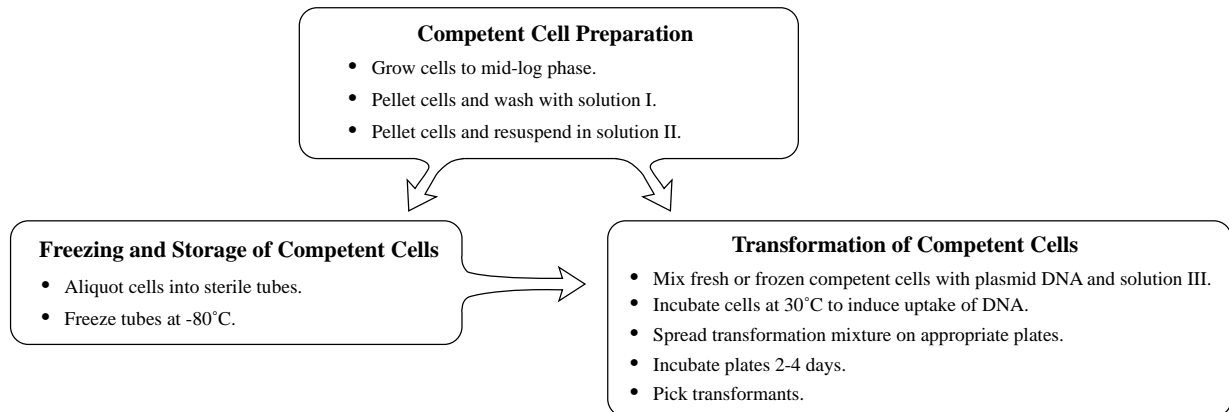 Competent Cell Preparation
• Grow cells to mid-log phase.
• Pellet cells and wash with solution I.
• Pellet cells and resuspend in solution II.
Freezing and Storage of Competent Cells
• Aliquot cells into sterile tubes.
• Freeze tubes at -80˚C.
Transformation of Competent Cells
• Mix fresh or frozen competent cells with plasmid DNA and solution III.
• Incubate cells at 30˚C to induce uptake of DNA.
• Spread transformation mixture on appropriate plates.
• Incubate plates 2-4 days.
• Pick transformants.